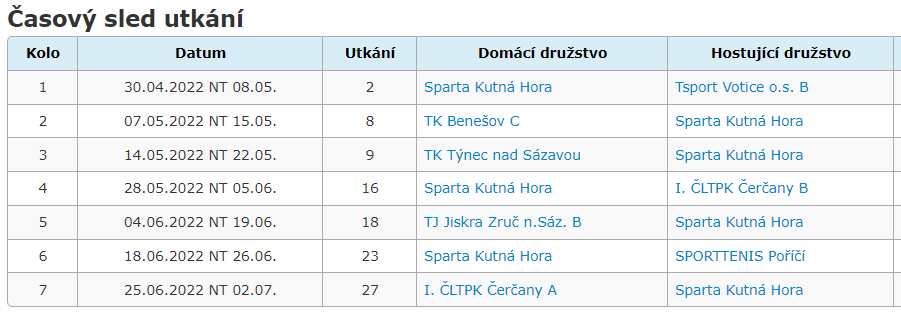 Časový sled utkání
Kolo Datum Utkání Domácí družstvo Hostující družstvo
1 30.04.2022 NT 08.05. 2 Sparta Kutná Hora Tsport Votice o.s. B
2 07.05.2022 NT 15.05. 8 TK Benešov C Sparta Kutná Hora
3 14.05.2022 NT 22.05. 9 TK Týnec nad Sázavou Sparta Kutná Hora
4 28.05.2022 NT 05.06. 16 Sparta Kutná Hora I. ČLTPK Čerčany B
5 04.06.2022 NT 19.06. 18 TJ Jiskra Zruč n.Sáz. B Sparta Kutná Hora
6 18.06.2022 NT 26.06. 23 Sparta Kutná Hora SPORTTENIS Poříčí
7 25.06.2022 NT 02.07. 27 I. ČLTPK Čerčany A Sparta Kutná Hora